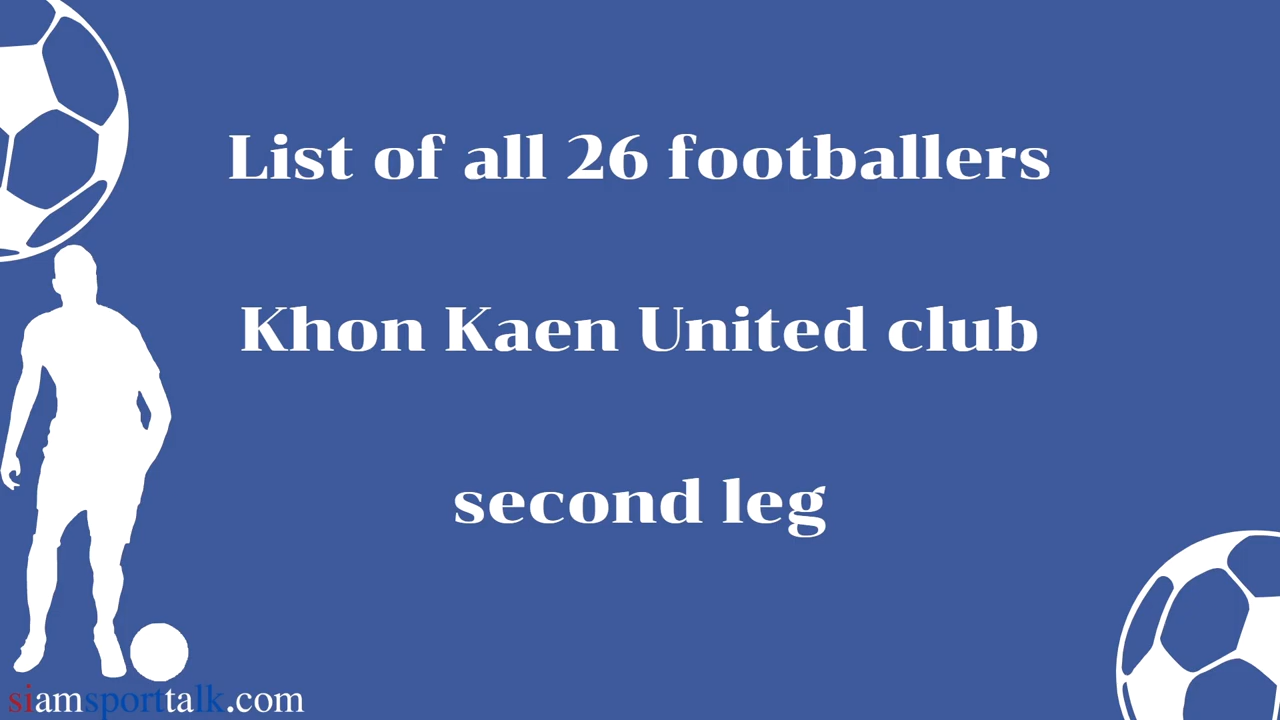 List of all 26 footballers
Khon Kaen United club
second leg
siamsporttalk.com